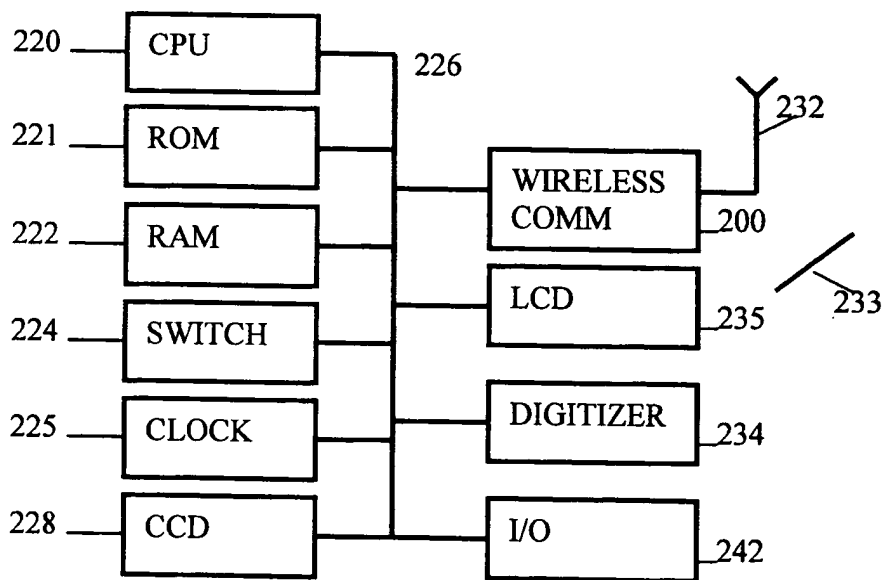 220
CPU
226
232
221
ROM
WIRELESS
COMM
200
222
RAM
233
LCD
235
224
SWITCH
225
CLOCK
DIGITIZER
234
228
CCD
I/O
242